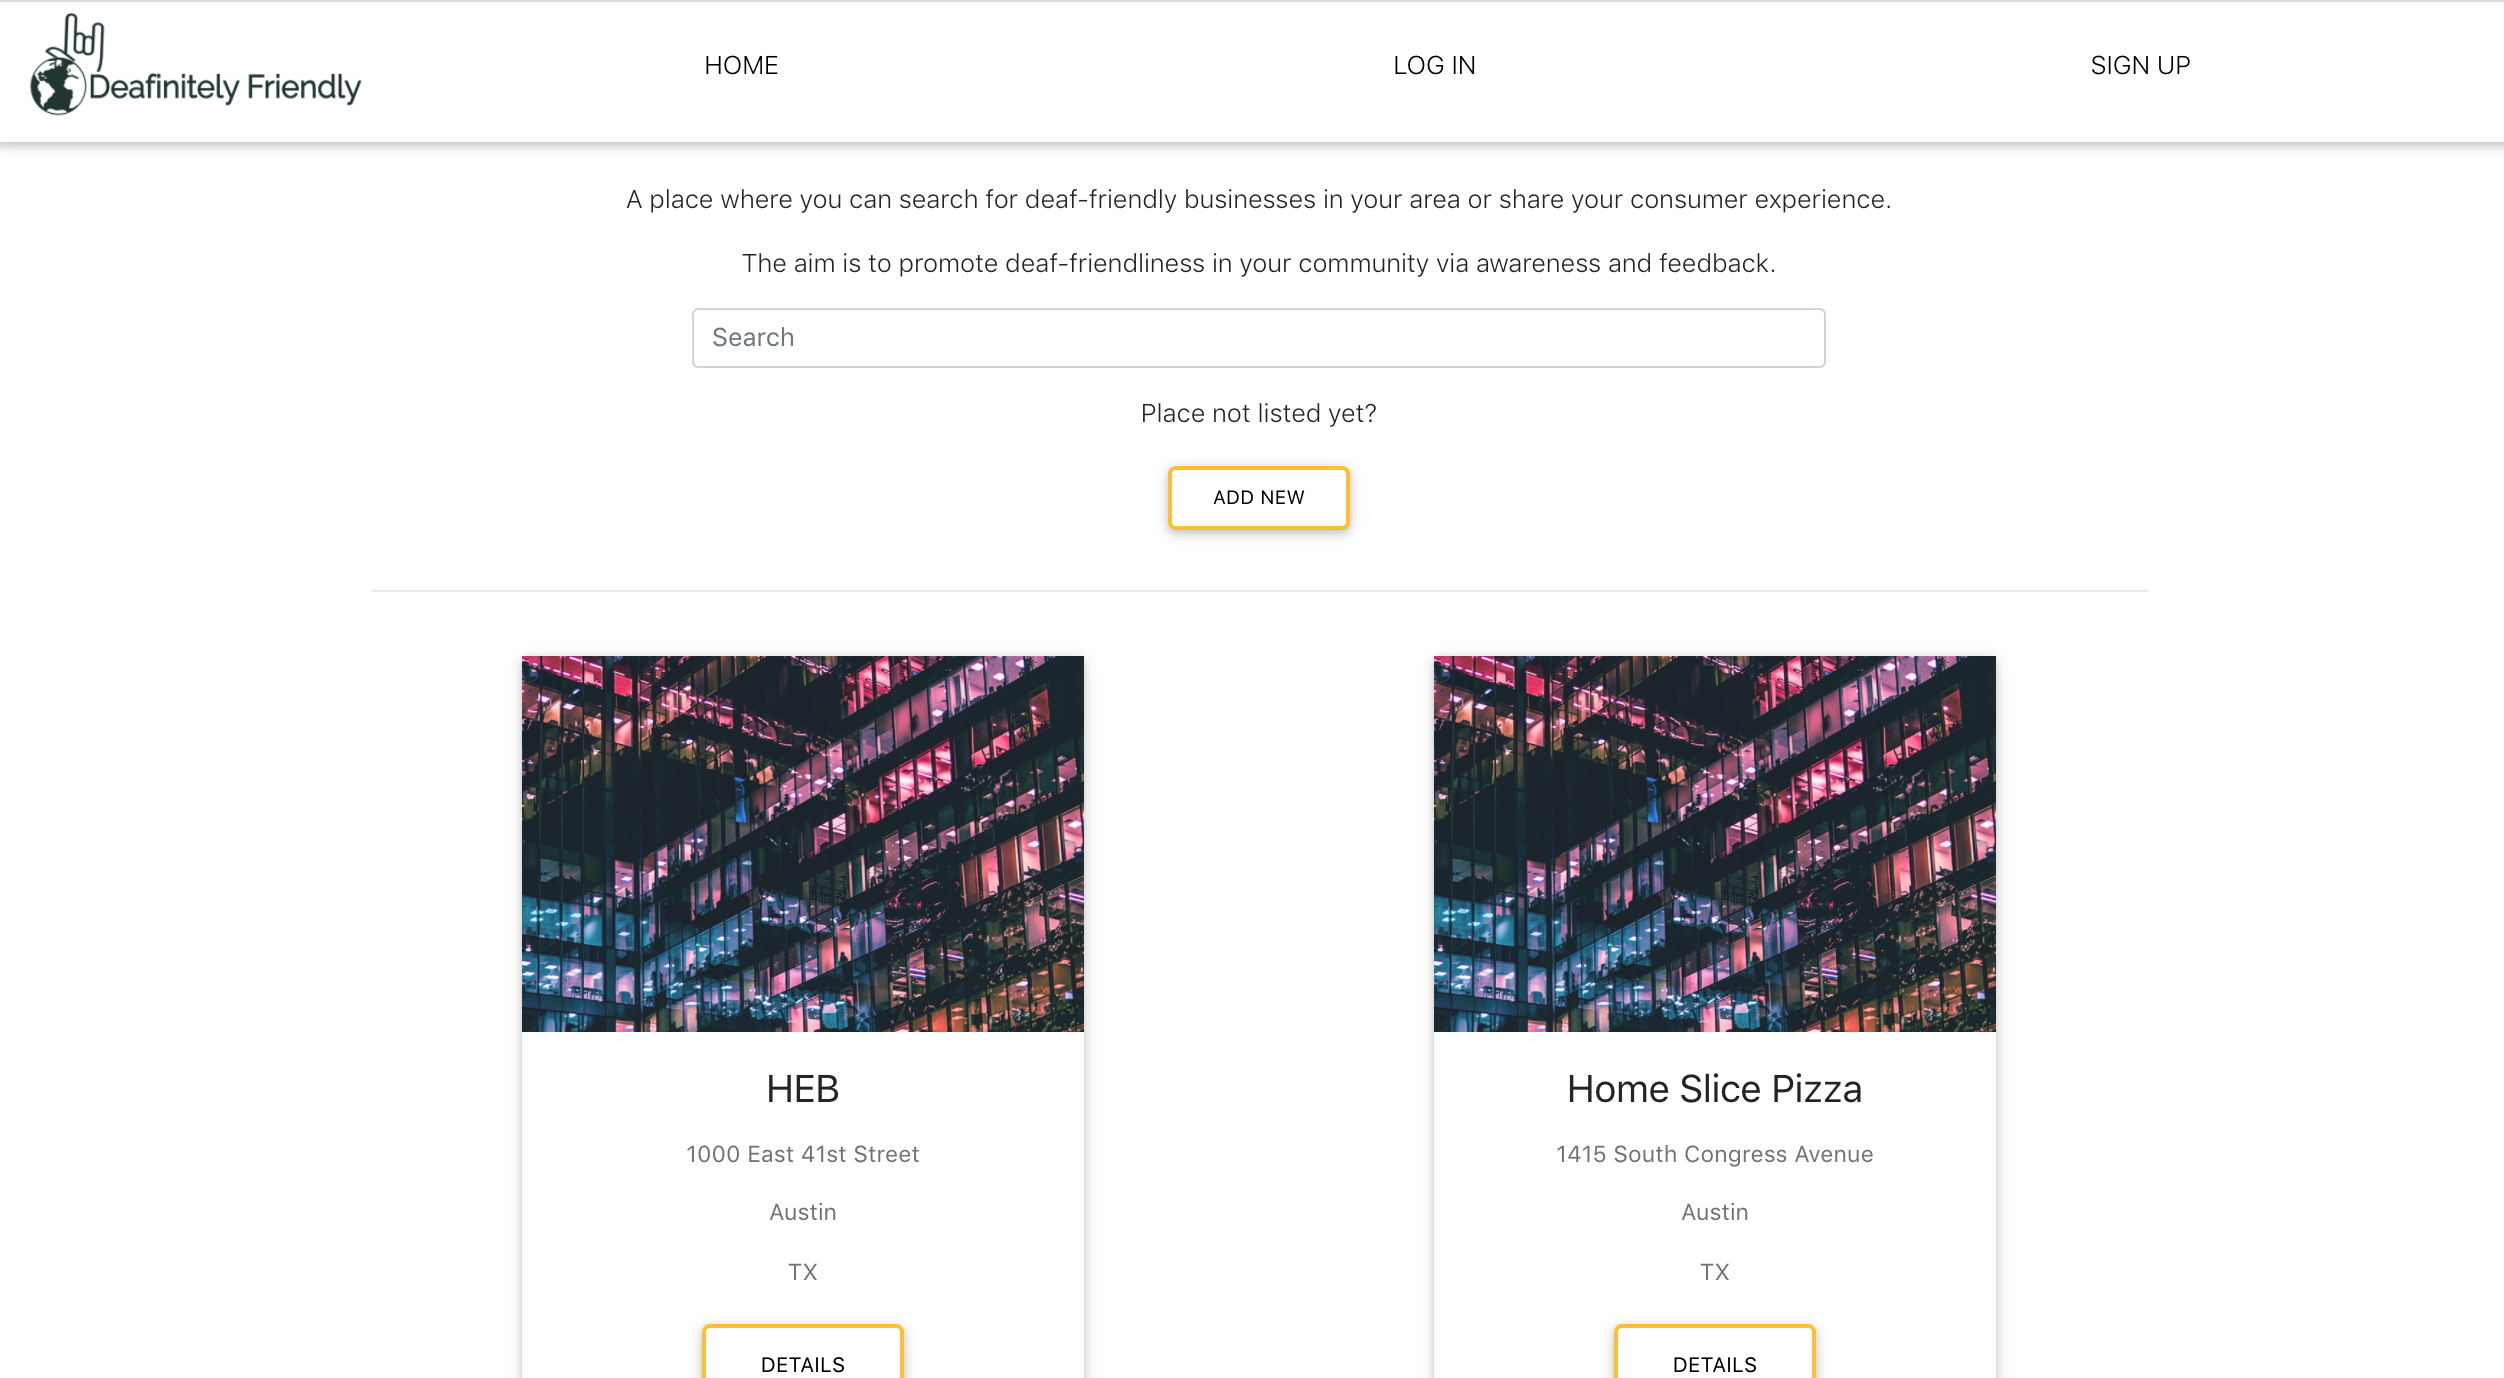 Deafinitely Friendly
HOME
LOG IN
SIGN UP
A place where you can search for deaf-friendly businesses in your area or share your consumer experience.
The aim is to promote deaf-friendliness in your community via awareness and feedback.
Search
Place not listed yet?
ADD NEW
HEB
1000 East 41st Street
Austin
TX
DETAILS
Home Slice Pizza
1415 South Congress Avenue
Austin
TX
DETAILS